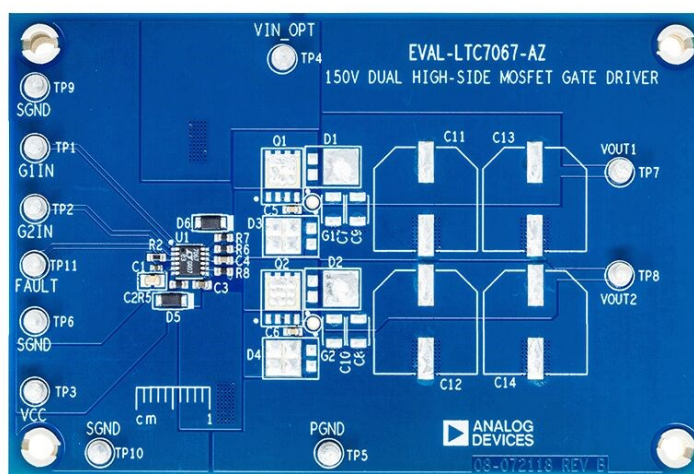 VIN_OPT
TP4
EVAL-LTC7067-AZ
150V DUAL HIGH-SIDE MOSFET GATE DRIVER
TP9
SGND
TP1
G1IN
TP2
G2IN
TP11
FAULT
TP6
SGND
TP3
VCC
Q1
D1
C11
C13
VOUT1
TP7
D6
U1
C5
D3
G1
C7
C9
R2
R7
R6
C4
R8
C1
C2
R5
C3
D5
Q2
D2
C6
G2
C10
C8
D4
C12
C14
TP8
VOUT2
cm
1
SGND
TP10
PGND
TP5
ANALOG
DEVICES
08-072118 REV B